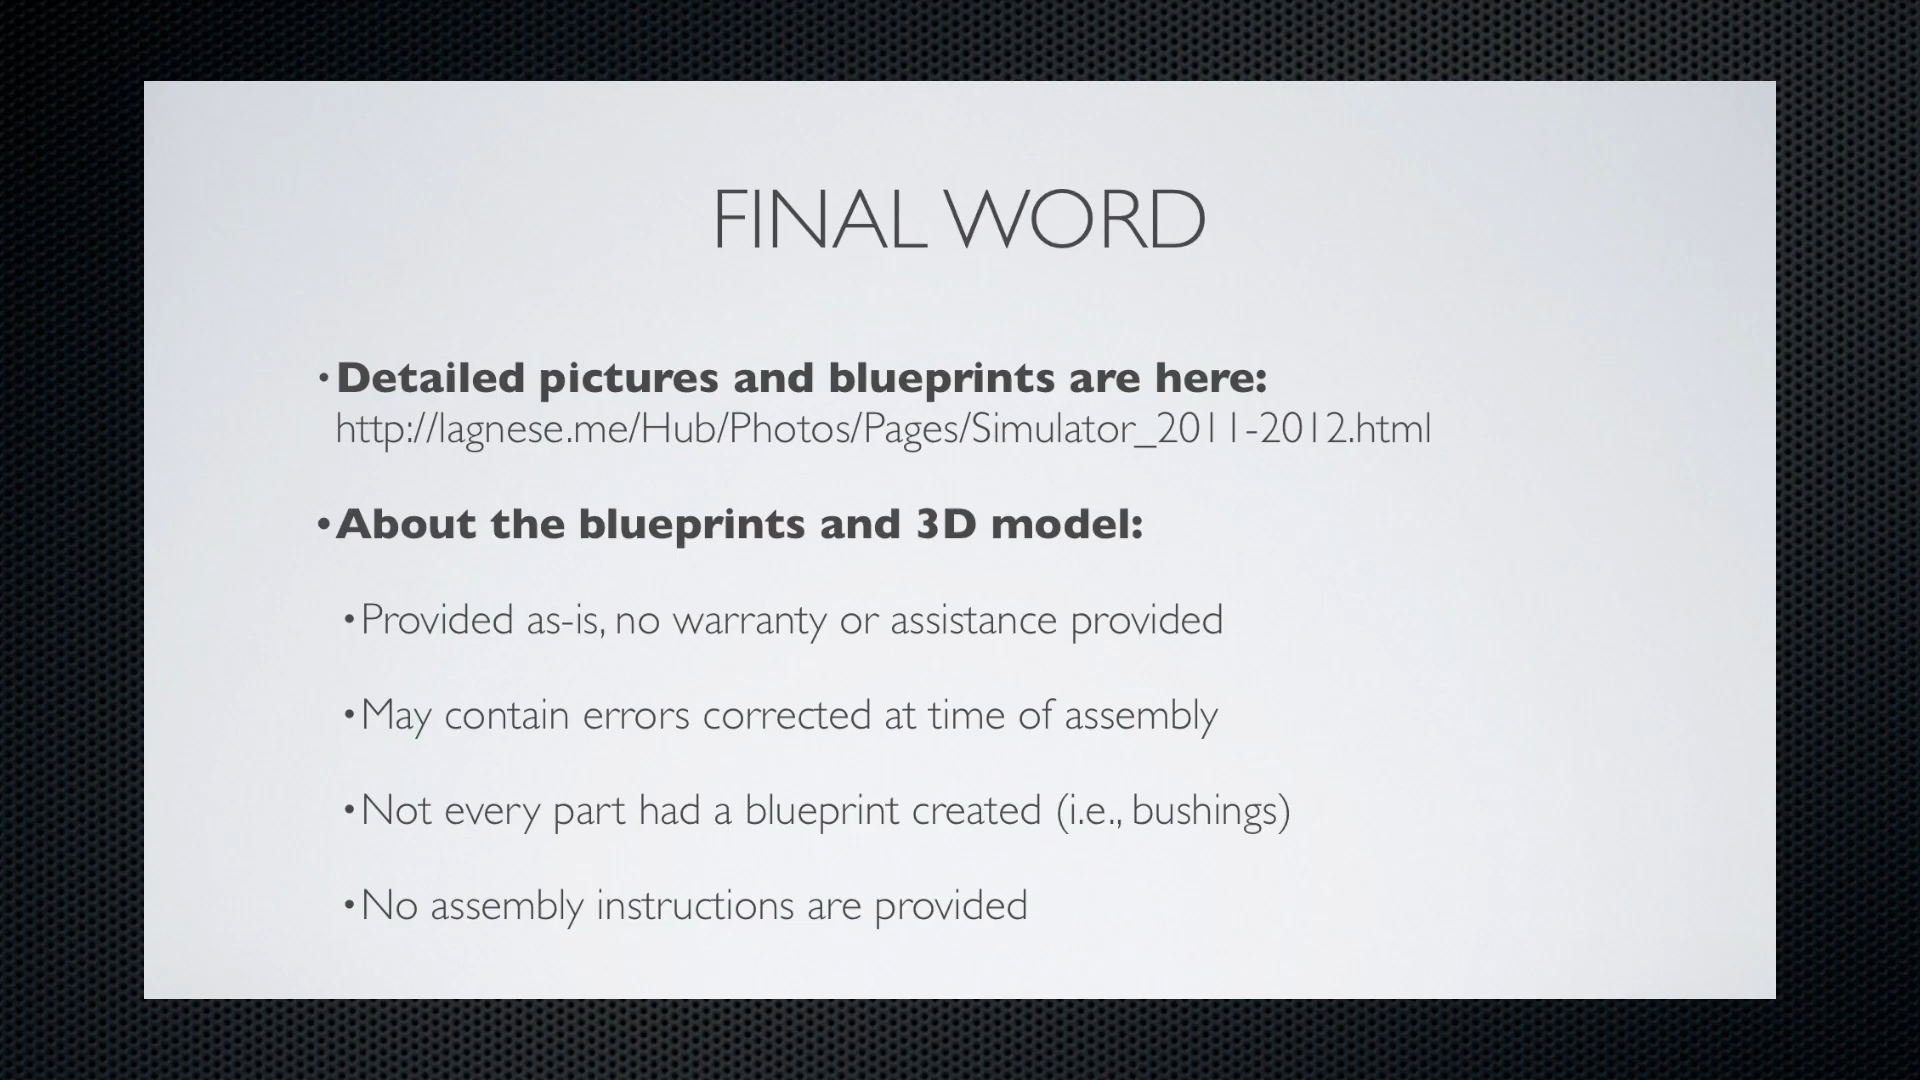 FINAL WORD
•Detailed pictures and blueprints are here:
http://lagnese.me/Hub/Photos/Pages/Simulator_2011-2012.html
•About the blueprints and 3D model:
•Provided as-is, no warranty or assistance provided
•May contain errors corrected at time of assembly
•Not every part had a blueprint created (i.e., bushings)
•No assembly instructions are provided